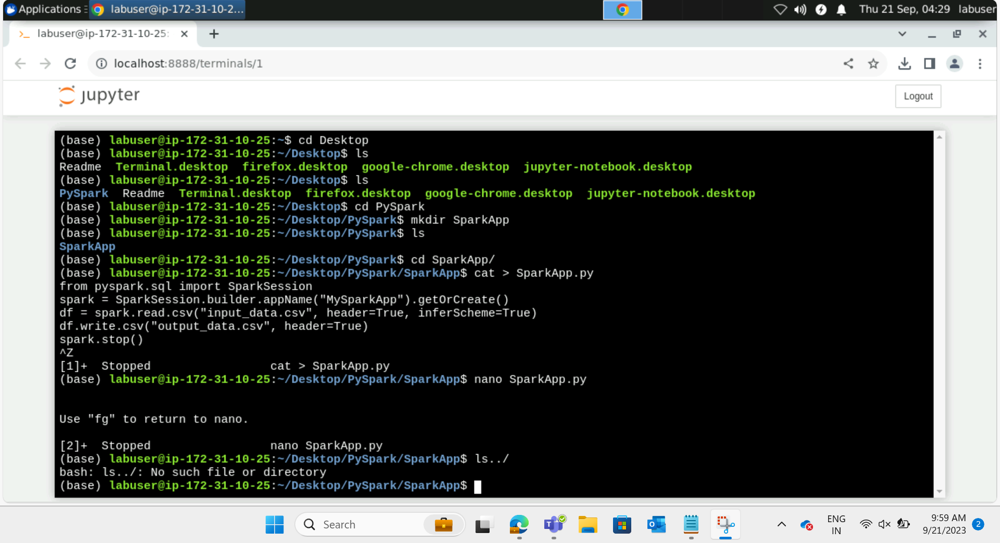 Applications
labuser@ip-172-31-10-2...
Thu 21 Sep, 04:29 labuser
labuser@ip-172-31-10-25:
localhost:8888/terminals/1
jupyter
Logout
(base) labuser@ip-172-31-10-25:~$ cd Desktop
(base) labuser@ip-172-31-10-25:~/Desktop$ ls
Readme  Terminal.desktop  firefox.desktop  google-chrome.desktop  jupyter-notebook.desktop
(base) labuser@ip-172-31-10-25:~/Desktop$ ls
PySpark  Readme  Terminal.desktop  firefox.desktop  google-chrome.desktop  jupyter-notebook.desktop
(base) labuser@ip-172-31-10-25:~/Desktop$ cd PySpark
(base) labuser@ip-172-31-10-25:~/Desktop/PySpark$ mkdir SparkApp
(base) labuser@ip-172-31-10-25:~/Desktop/PySpark$ ls
SparkApp
(base) labuser@ip-172-31-10-25:~/Desktop/PySpark$ cd SparkApp/
(base) labuser@ip-172-31-10-25:~/Desktop/PySpark/SparkApp$ cat > SparkApp.py
from pyspark.sql import SparkSession
spark = SparkSession.builder.appName("MySparkApp").getOrCreate()
df = spark.read.csv("input_data.csv", header=True, inferScheme=True)
df.write.csv("output_data.csv", header=True)
spark.stop()
^Z
[1]+  Stopped                 cat > SparkApp.py
(base) labuser@ip-172-31-10-25:~/Desktop/PySpark/SparkApp$ nano SparkApp.py
Use "fg" to return to nano.
[2]+  Stopped                 nano SparkApp.py
(base) labuser@ip-172-31-10-25:~/Desktop/PySpark/SparkApp$ ls../
bash: ls../: No such file or directory
(base) labuser@ip-172-31-10-25:~/Desktop/PySpark/SparkApp$
Search
ENG
IN
9:59 AM
9/21/2023
2